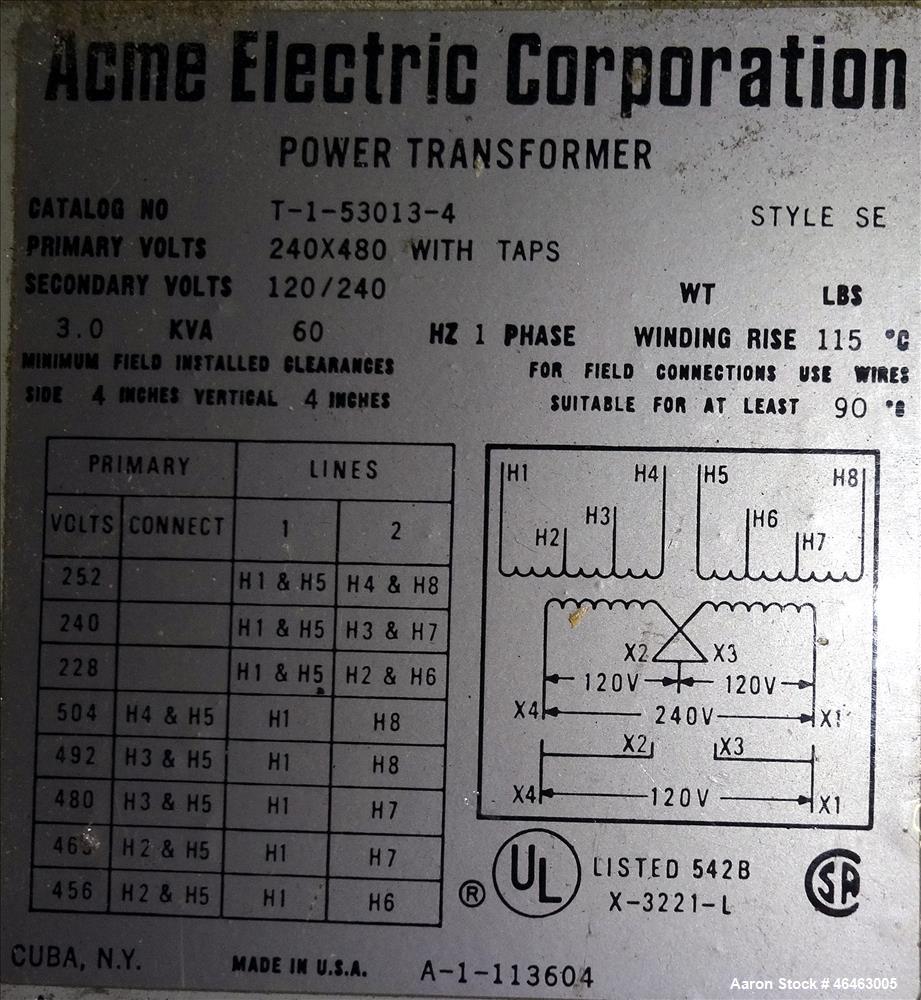 Acme Electric Corporation
POWER TRANSFORMER
CATALOG NO T-1-53013-4 STYLE SE
PRIMARY VOLTS 240X480 WITH TAPS
SECONDARY VOLTS 120/240 WT LBS
3.0 KVA 60 HZ 1 PHASE WINDING RISE 115 °C
MINIMUM FIELD INSTALLED CLEARANCES
SIDE 4 INCHES VERTICAL 4 INCHES
FOR FIELD CONNECTIONS USE WIRES
SUITABLE FOR AT LEAST 90 °C
PRIMARY LINES
VOLTS CONNECT 1 2
252 H1 & H5 H4 & H8
240 H1 & H5 H3 & H7
228 H1 & H5 H2 & H6
504 H4 & H5 H1 H8
492 H3 & H5 H1 H8
480 H3 & H5 H1 H7
H2 & H5 H1 H7
456 H2 & H5 H1 H6
H1 H4 H5 H8
H2 H3 H6 H7
X2 X3
120V 120V
X4 240V X1
X2 X3
X4 120V X1
® UL LISTED 542B
X-3221-L
SA
CUBA, N.Y. MADE IN U.S.A. A-1-113604
Aaron Stock # 46463005